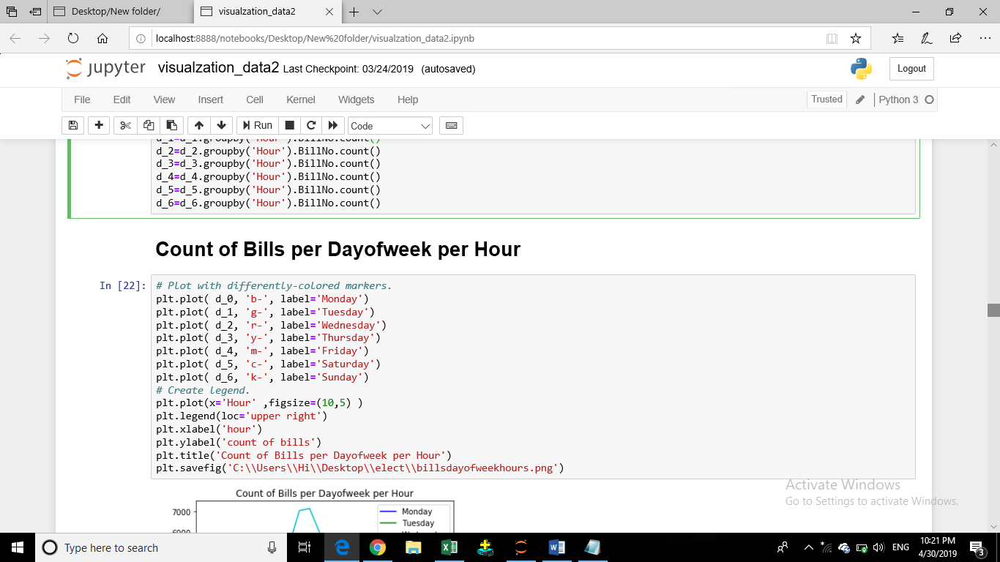 Desktop/New folder/
visualzation_data2
localhost:8888/notebooks/Desktop/New%20folder/visualzation_data2.ipynb
jupyter visualzation_data2 Last Checkpoint: 03/24/2019 (autosaved)
Logout
File Edit View Insert Cell Kernel Widgets Help
Trusted
Python 3
Run
Code
d_1=d_1.groupby('Hour').BillNo.count()
d_2=d_2.groupby('Hour').BillNo.count()
d_3=d_3.groupby('Hour').BillNo.count()
d_4=d_4.groupby('Hour').BillNo.count()
d_5=d_5.groupby('Hour').BillNo.count()
d_6=d_6.groupby('Hour').BillNo.count()
Count of Bills per Dayofweek per Hour
In [22]:
# Plot with differently-colored markers.
plt.plot( d_0, 'b-', label='Monday')
plt.plot( d_1, 'g-', label='Tuesday')
plt.plot( d_2, 'r-', label='Wednesday')
plt.plot( d_3, 'y-', label='Thursday')
plt.plot( d_4, 'm-', label='Friday')
plt.plot( d_5, 'c-', label='Saturday')
plt.plot( d_6, 'k-', label='Sunday')
# Create legend.
plt.plot(x='Hour' ,figsize=(10,5) )
plt.legend(loc='upper right')
plt.xlabel('hour')
plt.ylabel('count of bills')
plt.title('Count of Bills per Dayofweek per Hour')
plt.savefig('C:\\Users\\Hi\\Desktop\\elect\\billsdayofweekhours.png')
Count of Bills per Dayofweek per Hour
7000
Monday
Tuesday
Activate Windows
Go to Settings to activate Windows.
Type here to search
ENG
10:21 PM
4/30/2019
3